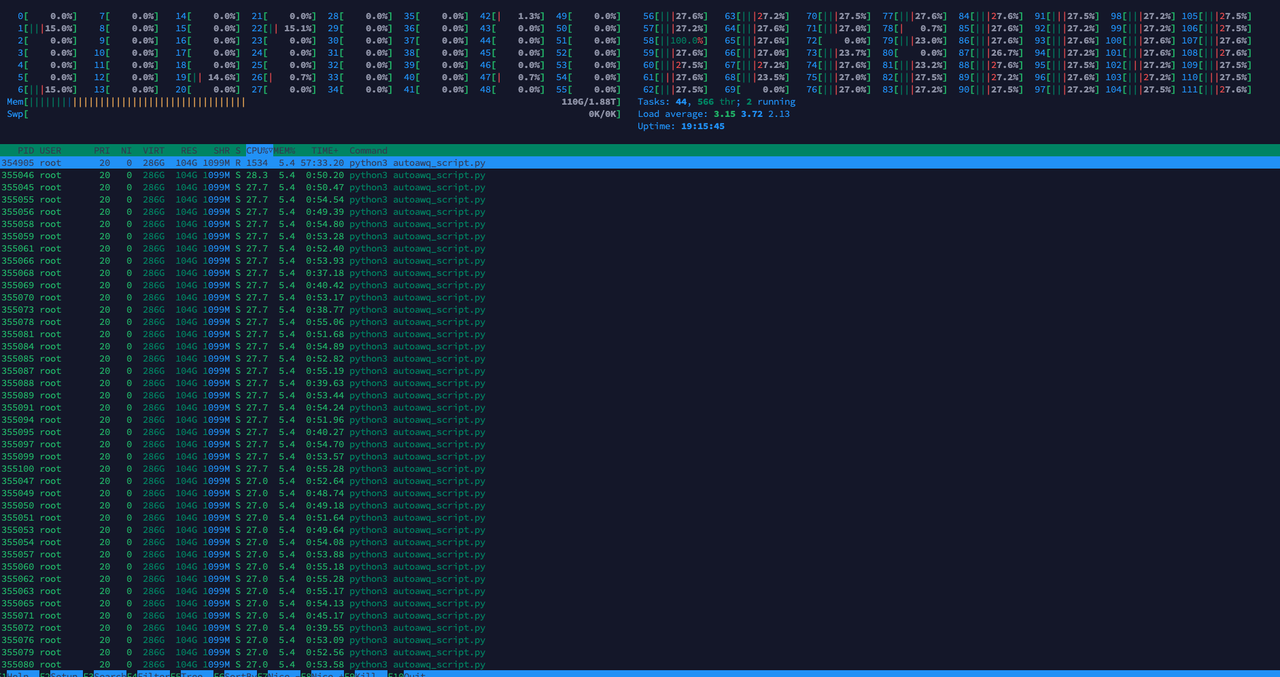 0[ 0.0%] 7[ 0.0%] 14[ 0.0%] 21[ 0.0%] 28[ 0.0%] 35[ 0.0%] 42[| 1.3%] 49[ 0.0%] 56[|||27.6%] 63[||27.2%] 70[|||27.5%] 77[|||27.6%] 84[|||27.6%] 91[|||27.5%] 98[|||27.2%] 105[|||27.5%]
1[|||15.0%] 8[ 0.0%] 15[ 0.0%] 22[|| 15.1%] 29[ 0.0%] 36[ 0.0%] 43[ 0.0%] 50[ 0.0%] 57[|||27.2%] 64[|||27.6%] 71[|||27.0%] 78[| 0.7%] 85[|||27.6%] 92[|||27.2%] 99[|||27.2%] 106[|||27.5%]
2[ 0.0%] 9[ 0.0%] 16[ 0.0%] 23[ 0.0%] 30[ 0.0%] 37[ 0.0%] 44[ 0.0%] 51[ 0.0%] 58[||100.0%] 65[|||27.6%] 72[ 0.0%] 79[||23.0%] 86[|||27.6%] 93[|||27.2%] 100[|||27.6%] 107[|||27.6%]
3[ 0.0%] 10[ 0.0%] 17[ 0.0%] 24[ 0.0%] 31[ 0.0%] 38[ 0.0%] 45[ 0.0%] 52[ 0.0%] 59[|||27.6%] 66[|||27.0%] 73[||23.7%] 80[ 0.0%] 87[|||26.7%] 94[|||27.2%] 101[|||27.6%] 108[|||27.6%]
4[ 0.0%] 11[ 0.0%] 18[ 0.0%] 25[ 0.0%] 32[ 0.0%] 39[ 0.0%] 46[ 0.0%] 53[ 0.0%] 60[||27.5%] 67[|||27.2%] 74[|||27.6%] 81[|||23.2%] 88[|||27.6%] 95[|||27.5%] 102[|||27.6%] 109[|||27.2%]
5[ 0.0%] 12[ 0.0%] 19[|| 14.6%] 26[| 0.7%] 33[ 0.0%] 40[ 0.0%] 47[| 0.7%] 54[ 0.0%] 61[|||27.6%] 68[||23.5%] 75[|||27.0%] 82[|||27.5%] 89[|||27.2%] 96[|||27.5%] 103[|||27.2%] 110[|||27.5%]
6[|||15.0%] 13[ 0.0%] 20[ 0.0%] 27[ 0.0%] 34[ 0.0%] 41[ 0.0%] 48[ 0.0%] 55[ 0.0%] 62[|||27.5%] 69[ 0.0%] 76[|||27.0%] 83[|||27.2%] 90[|||27.5%] 97[|||27.2%] 104[|||27.5%] 111[|||27.6%]
Mem[ 110G/1.88T] Tasks: 44, 566 thr; 2 running
Swp[ 0K/0K] Load average: 3.15 3.72 2.13
Uptime: 19:15:45
PID USER PRI NI VIRT RES SHR S CPU%▽MEM% TIME+ Command
354905 root 20 0 286G 104G 1099M R 1534 5.4 57:33.20 python3 autoawq_script.py
355046 root 20 0 286G 104G 1099M S 28.3 5.4 0:50.20 python3 autoawq_script.py
355045 root 20 0 286G 104G 1099M S 27.7 5.4 0:50.47 python3 autoawq_script.py
355055 root 20 0 286G 104G 1099M S 27.7 5.4 0:54.54 python3 autoawq_script.py
355056 root 20 0 286G 104G 1099M S 27.7 5.4 0:49.39 python3 autoawq_script.py
355058 root 20 0 286G 104G 1099M S 27.7 5.4 0:54.80 python3 autoawq_script.py
355059 root 20 0 286G 104G 1099M S 27.7 5.4 0:53.28 python3 autoawq_script.py
355061 root 20 0 286G 104G 1099M S 27.7 5.4 0:52.40 python3 autoawq_script.py
355066 root 20 0 286G 104G 1099M S 27.7 5.4 0:53.93 python3 autoawq_script.py
355068 root 20 0 286G 104G 1099M S 27.7 5.4 0:37.18 python3 autoawq_script.py
355069 root 20 0 286G 104G 1099M S 27.7 5.4 0:40.42 python3 autoawq_script.py
355070 root 20 0 286G 104G 1099M S 27.7 5.4 0:53.17 python3 autoawq_script.py
355073 root 20 0 286G 104G 1099M S 27.7 5.4 0:38.77 python3 autoawq_script.py
355078 root 20 0 286G 104G 1099M S 27.7 5.4 0:55.06 python3 autoawq_script.py
355081 root 20 0 286G 104G 1099M S 27.7 5.4 0:51.68 python3 autoawq_script.py
355084 root 20 0 286G 104G 1099M S 27.7 5.4 0:54.89 python3 autoawq_script.py
355085 root 20 0 286G 104G 1099M S 27.7 5.4 0:52.82 python3 autoawq_script.py
355087 root 20 0 286G 104G 1099M S 27.7 5.4 0:55.19 python3 autoawq_script.py
355088 root 20 0 286G 104G 1099M S 27.7 5.4 0:39.63 python3 autoawq_script.py
355089 root 20 0 286G 104G 1099M S 27.7 5.4 0:53.44 python3 autoawq_script.py
355091 root 20 0 286G 104G 1099M S 27.7 5.4 0:54.24 python3 autoawq_script.py
355094 root 20 0 286G 104G 1099M S 27.7 5.4 0:51.96 python3 autoawq_script.py
355095 root 20 0 286G 104G 1099M S 27.7 5.4 0:40.27 python3 autoawq_script.py
355097 root 20 0 286G 104G 1099M S 27.7 5.4 0:54.70 python3 autoawq_script.py
355099 root 20 0 286G 104G 1099M S 27.7 5.4 0:53.57 python3 autoawq_script.py
355100 root 20 0 286G 104G 1099M S 27.7 5.4 0:55.28 python3 autoawq_script.py
355047 root 20 0 286G 104G 1099M S 27.0 5.4 0:52.64 python3 autoawq_script.py
355049 root 20 0 286G 104G 1099M S 27.0 5.4 0:48.74 python3 autoawq_script.py
355050 root 20 0 286G 104G 1099M S 27.0 5.4 0:49.18 python3 autoawq_script.py
355051 root 20 0 286G 104G 1099M S 27.0 5.4 0:51.64 python3 autoawq_script.py
355053 root 20 0 286G 104G 1099M S 27.0 5.4 0:49.64 python3 autoawq_script.py
355054 root 20 0 286G 104G 1099M S 27.0 5.4 0:54.08 python3 autoawq_script.py
355057 root 20 0 286G 104G 1099M S 27.0 5.4 0:53.88 python3 autoawq_script.py
355060 root 20 0 286G 104G 1099M S 27.0 5.4 0:55.18 python3 autoawq_script.py
355062 root 20 0 286G 104G 1099M S 27.0 5.4 0:55.28 python3 autoawq_script.py
355063 root 20 0 286G 104G 1099M S 27.0 5.4 0:55.17 python3 autoawq_script.py
355065 root 20 0 286G 104G 1099M S 27.0 5.4 0:54.13 python3 autoawq_script.py
355071 root 20 0 286G 104G 1099M S 27.0 5.4 0:45.17 python3 autoawq_script.py
355072 root 20 0 286G 104G 1099M S 27.0 5.4 0:39.55 python3 autoawq_script.py
355076 root 20 0 286G 104G 1099M S 27.0 5.4 0:53.09 python3 autoawq_script.py
355079 root 20 0 286G 104G 1099M S 27.0 5.4 0:52.56 python3 autoawq_script.py
355080 root 20 0 286G 104G 1099M S 27.0 5.4 0:53.58 python3 autoawq_script.py